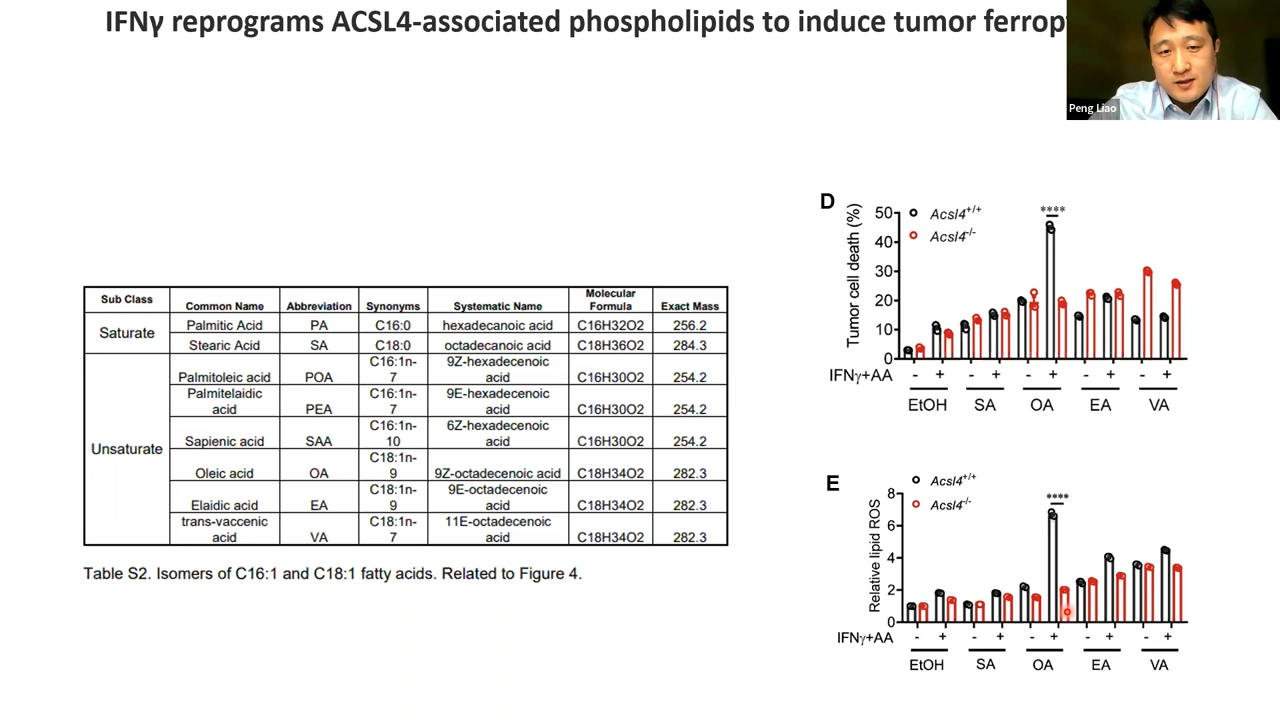 IFNγ reprograms ACSL4-associated phospholipids to induce tumor ferrop
Peng Liao
Sub Class Common Name Abbreviation Synonyms Systematic Name Molecular Formula Exact Mass
Saturate Palmitic Acid PA C16:0 hexadecanoic acid C16H32O2 256.2
Stearic Acid SA C18:0 octadecanoic acid C18H36O2 284.3
Unsaturate Palmitoleic acid POA C16:1n-7 9Z-hexadecenoic acid C16H30O2 254.2
Palmitelaidic acid PEA C16:1n-7 9E-hexadecenoic acid C16H30O2 254.2
Sapienic acid SAA C16:1n-10 6Z-hexadecenoic acid C16H30O2 254.2
Oleic acid OA C18:1n-9 9Z-octadecenoic acid C18H34O2 282.3
Elaidic acid EA C18:1n-9 9E-octadecenoic acid C18H34O2 282.3
trans-vaccenic acid VA C18:1n-7 11E-octadecenoic acid C18H34O2 282.3
Table S2. Isomers of C16:1 and C18:1 fatty acids. Related to Figure 4.
D
Tumor cell death (%)
50
40
30
20
10
0
Acsl4+/+
Acsl4-/-
****
IFNγ+AA - + - + - + - + - +
EtOH SA OA EA VA
E
Relative lipid ROS
8
6
4
2
0
Acsl4+/+
Acsl4-/-
****
IFNγ+AA - + - + - + - + - +
EtOH SA OA EA VA